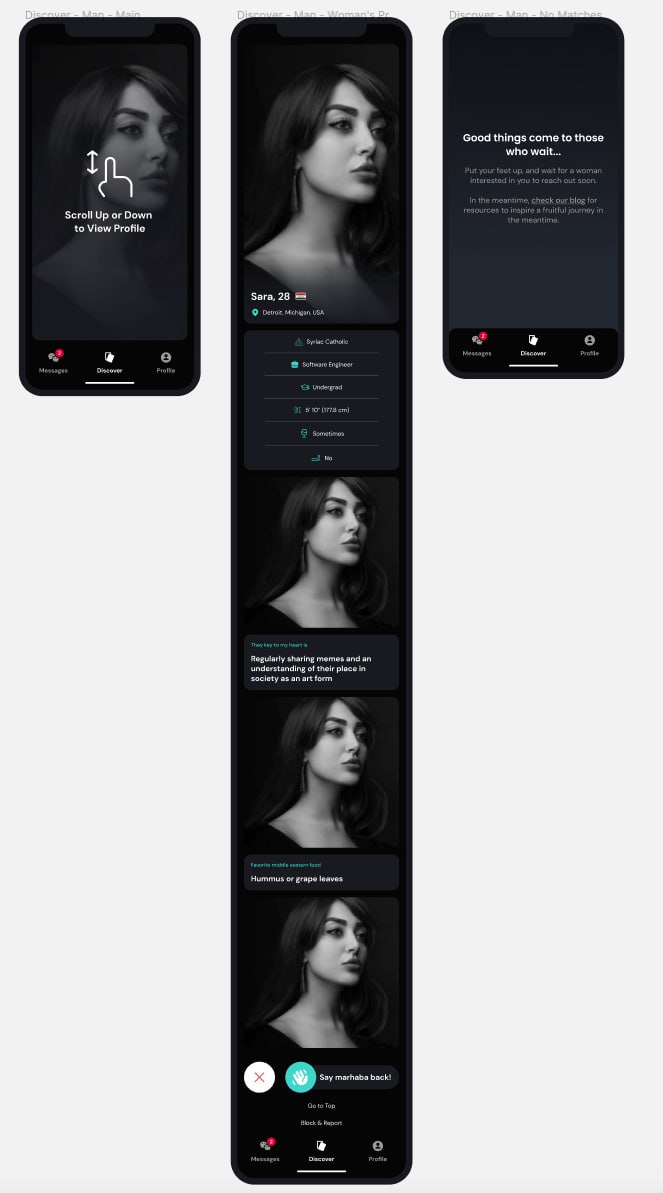 Discover - Map - Main
Scroll Up or Down
to View Profile
2
Messages
Discover
Profile
Discover - Map - Woman's Pr
Sara, 28
Detroit, Michigan, USA
Syriac Catholic
Software Engineer
Undergrad
5' 10" (177.8 cm)
Sometimes
No
They key to my heart is
Regularly sharing memes and an
understanding of their place in
society as an art form
Favorite middle eastern food
Hummus or grape leaves
Say marhaba back!
Go to Top
Block & Report
2
Messages
Discover
Profile
Discover - Map - No Matches
Good things come to those
who wait...
Put your feet up, and wait for a woman
interested in you to reach out soon.
In the meantime, check our blog for
resources to inspire a fruitful journey in
the meantime.
2
Messages
Discover
Profile